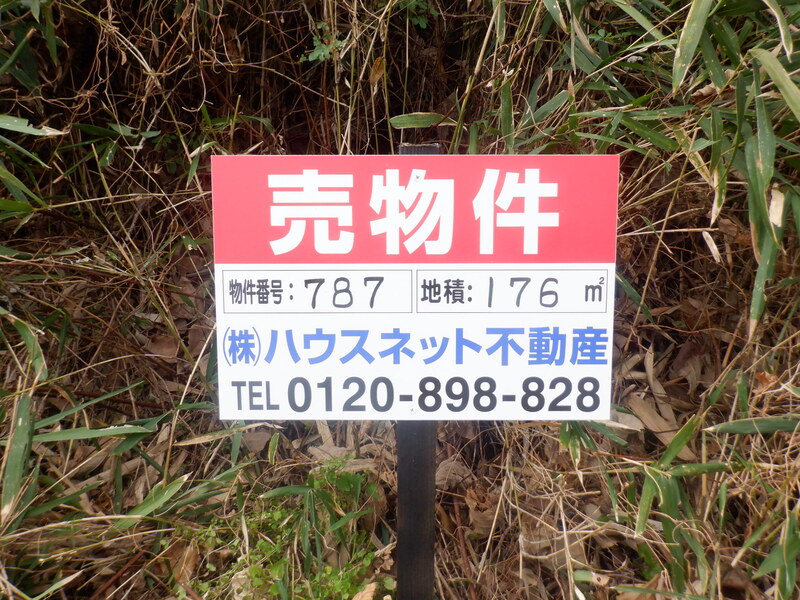 売物件
物件番号：787 地積：176 ㎡
㈱ハウスネット不動産
TEL 0120-898-828